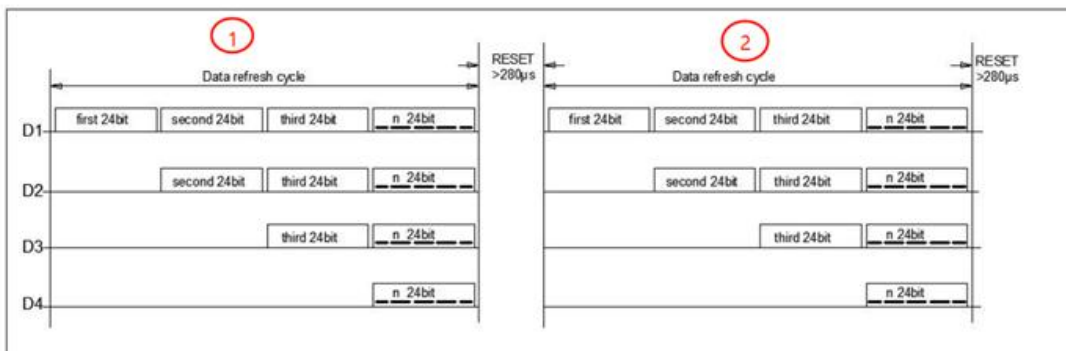 1
2
RESET
>280μs
RESET
>280μs
Data refresh cycle
Data refresh cycle
D1
first 24bit
second 24bit
third 24bit
n 24bit
first 24bit
second 24bit
third 24bit
n 24bit
D2
second 24bit
third 24bit
n 24bit
second 24bit
third 24bit
n 24bit
D3
third 24bit
n 24bit
third 24bit
n 24bit
D4
n 24bit
n 24bit